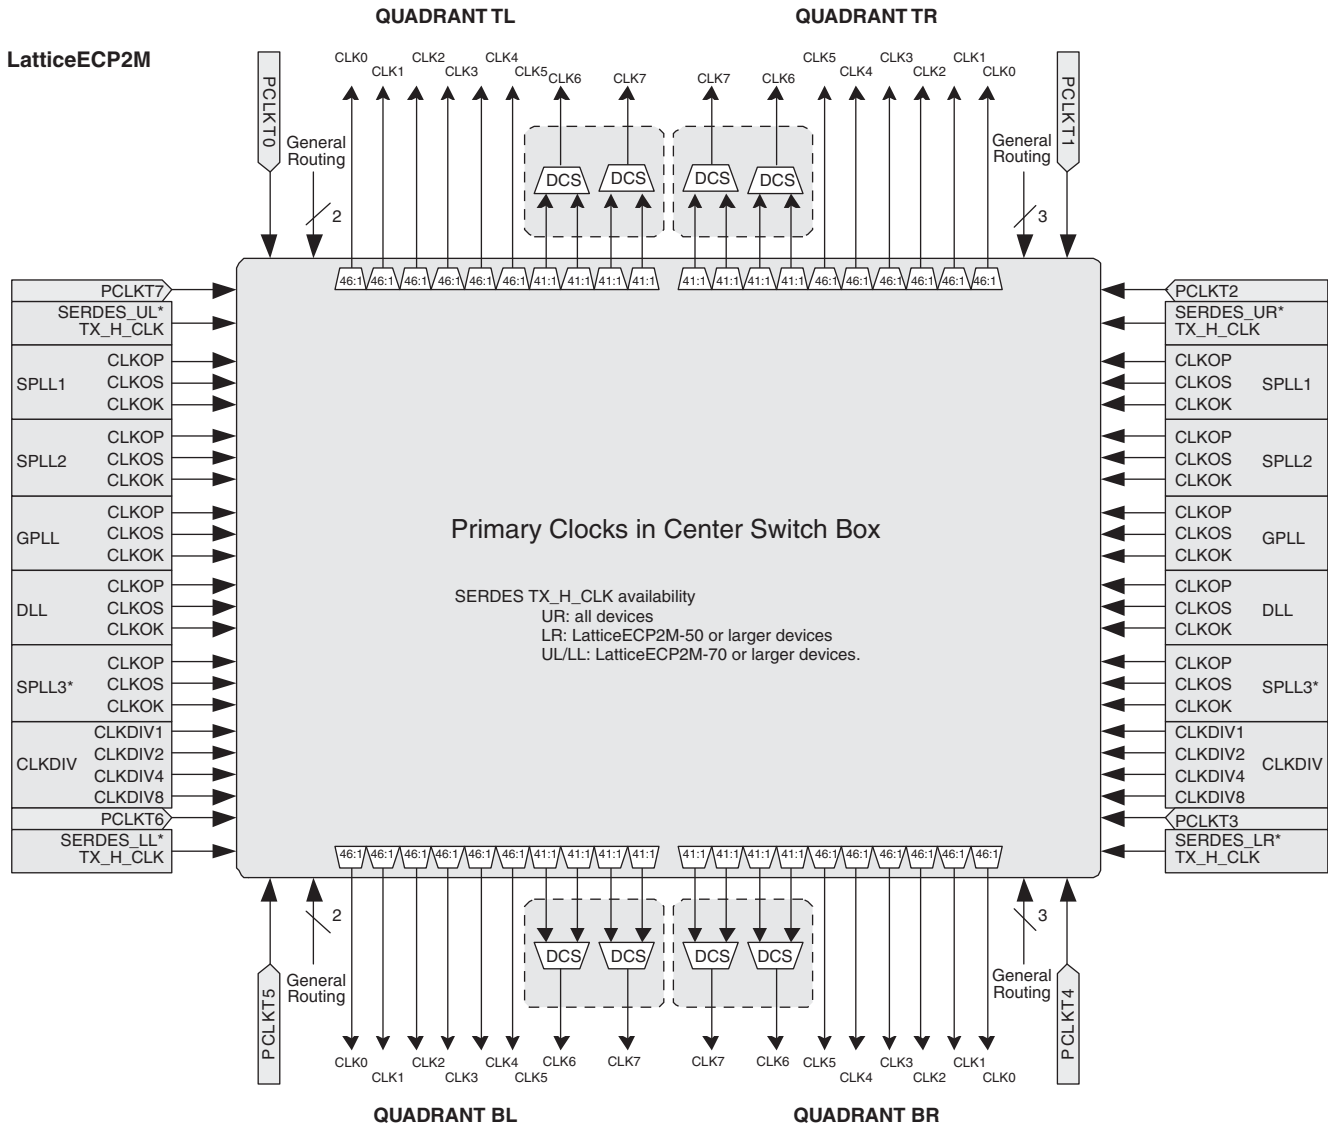 QUADRANT TL QUADRANT TR
LatticeECP2M
CLK0 CLK1 CLK2 CLK3 CLK4 CLK5 CLK6 CLK7 CLK7 CLK6 CLK5 CLK4 CLK3 CLK2 CLK1 CLK0
PCLKT0
PCLKT1
General
Routing
General
Routing
DCS DCS DCS DCS
2 3
46:1 46:1 46:1 46:1 46:1 46:1 41:1 41:1 41:1 41:1 41:1 41:1 41:1 41:1 46:1 46:1 46:1 46:1 46:1 46:1
PCLKT7
SERDES_UL*
TX_H_CLK
SPLL1
CLKOP
CLKOS
CLKOK
SPLL2
CLKOP
CLKOS
CLKOK
GPLL
CLKOP
CLKOS
CLKOK
DLL
CLKOP
CLKOS
CLKOK
SPLL3*
CLKOP
CLKOS
CLKOK
CLKDIV
CLKDIV1
CLKDIV2
CLKDIV4
CLKDIV8
PCLKT6
SERDES_LL*
TX_H_CLK
Primary Clocks in Center Switch Box
SERDES TX_H_CLK availability
UR: all devices
LR: LatticeECP2M-50 or larger devices
UL/LL: LatticeECP2M-70 or larger devices.
PCLKT2
SERDES_UR*
TX_H_CLK
CLKOP
CLKOS
CLKOK
SPLL1
CLKOP
CLKOS
CLKOK
SPLL2
CLKOP
CLKOS
CLKOK
GPLL
CLKOP
CLKOS
CLKOK
DLL
CLKOP
CLKOS
CLKOK
SPLL3*
CLKDIV1
CLKDIV2
CLKDIV4
CLKDIV8
CLKDIV
PCLKT3
SERDES_LR*
TX_H_CLK
46:1 46:1 46:1 46:1 46:1 46:1 41:1 41:1 41:1 41:1 41:1 41:1 41:1 41:1 46:1 46:1 46:1 46:1 46:1 46:1
2 3
DCS DCS DCS DCS
General
Routing
General
Routing
PCLKT5
PCLKT4
CLK0 CLK1 CLK2 CLK3 CLK4 CLK5 CLK6 CLK7 CLK7 CLK6 CLK5 CLK4 CLK3 CLK2 CLK1 CLK0
QUADRANT BL QUADRANT BR